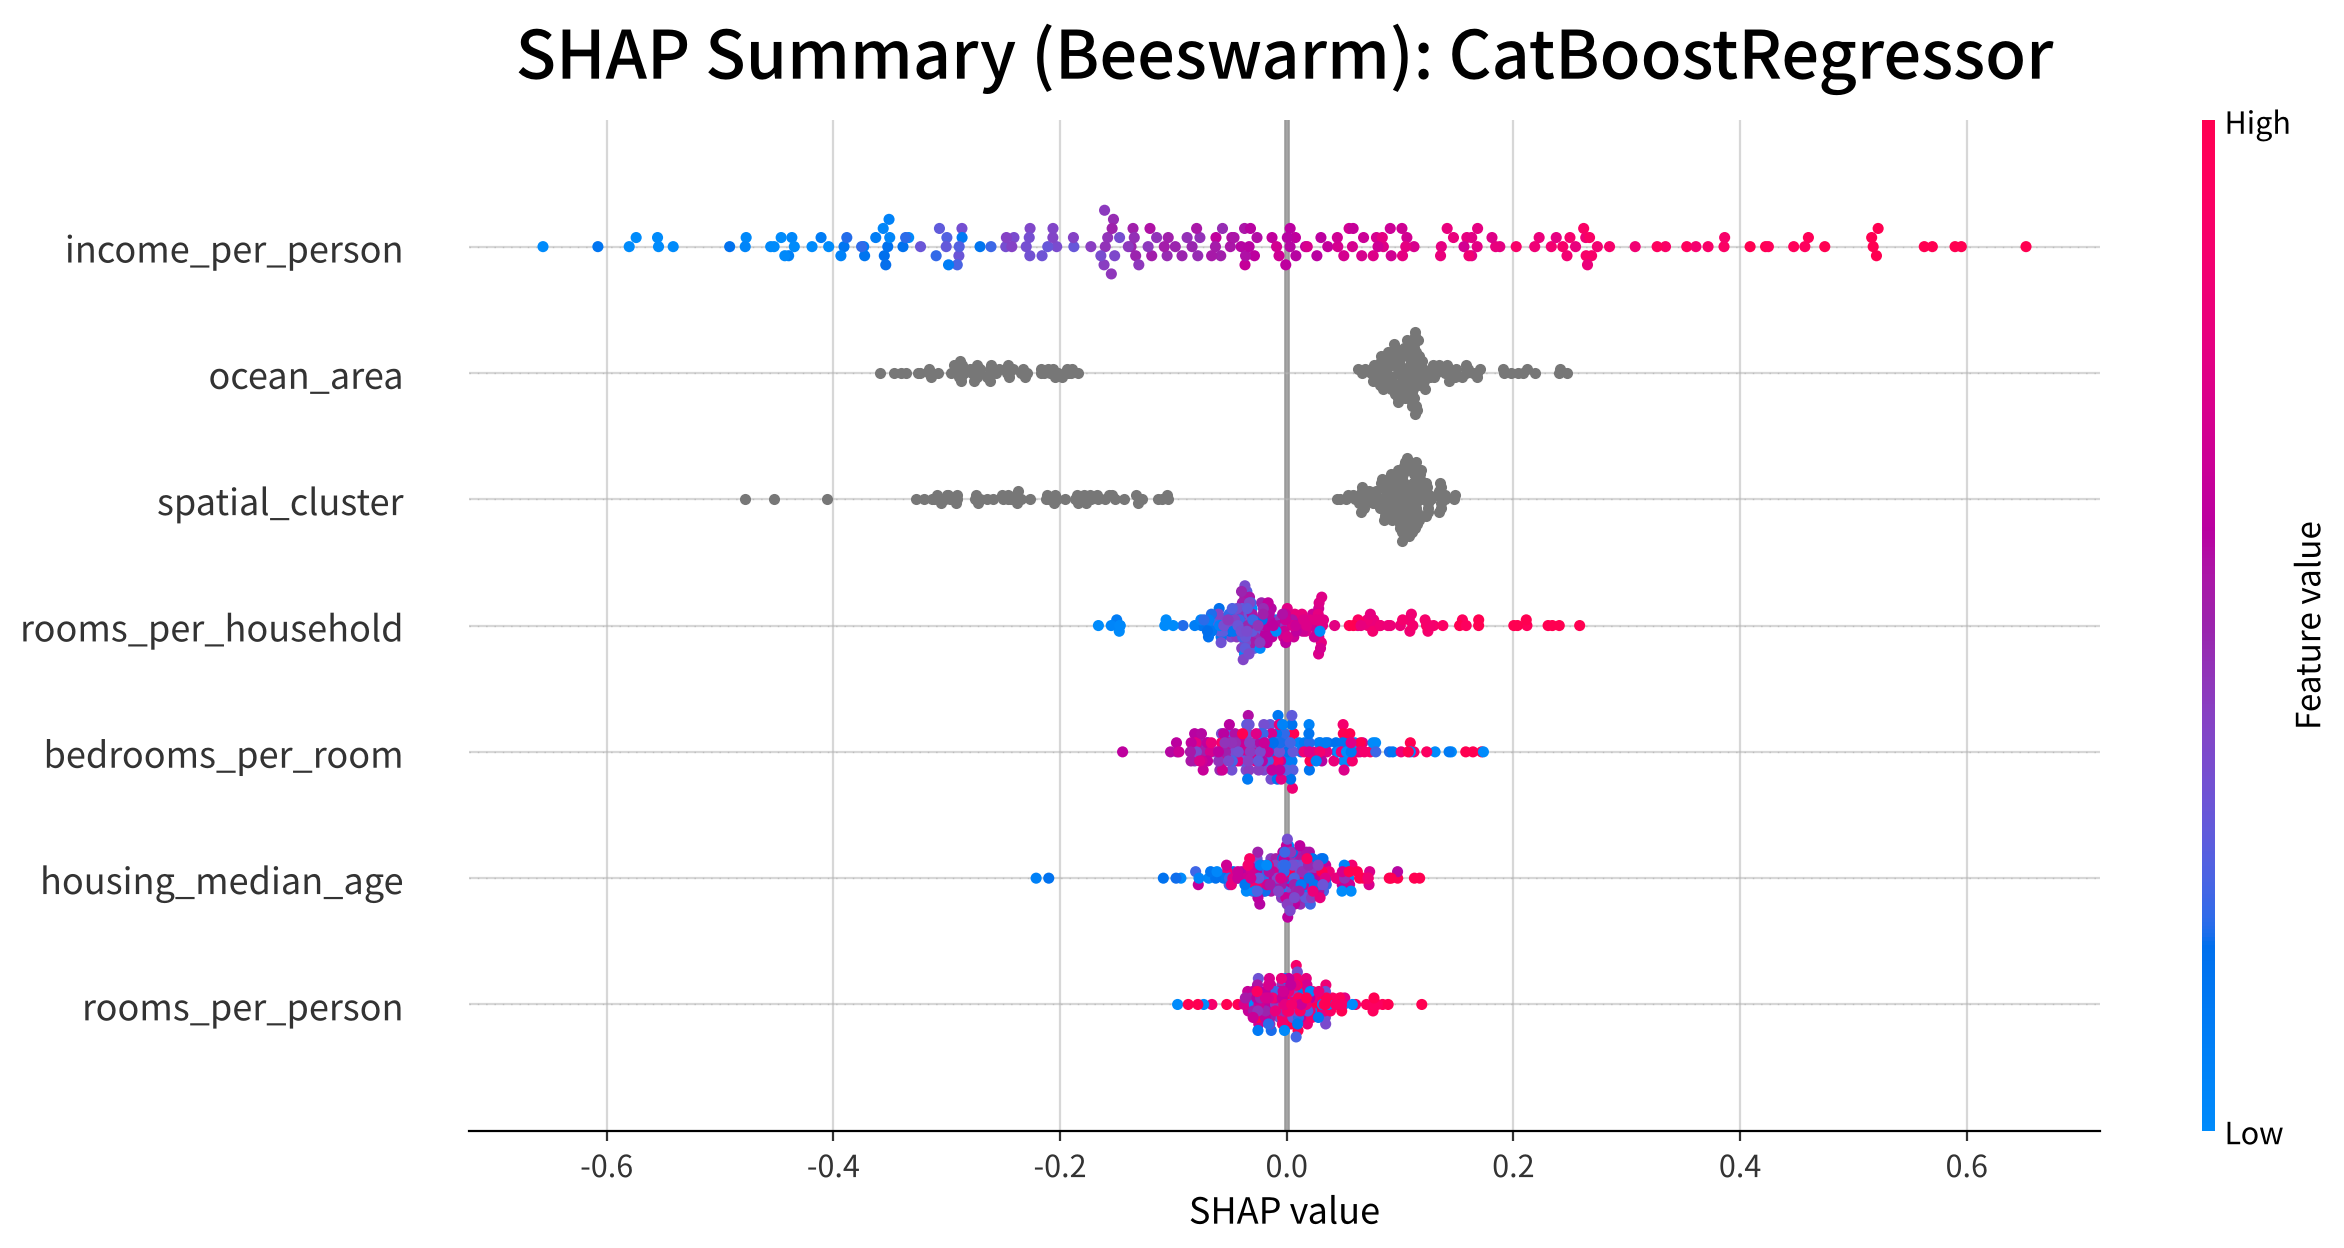 SHAP Summary (Beeswarm): CatBoostRegressor
High
income_per_person
ocean_area
spatial_cluster
rooms_per_household
bedrooms_per_room
housing_median_age
rooms_per_person
Feature value
Low
-0.6 -0.4 -0.2 0.0 0.2 0.4 0.6
SHAP value